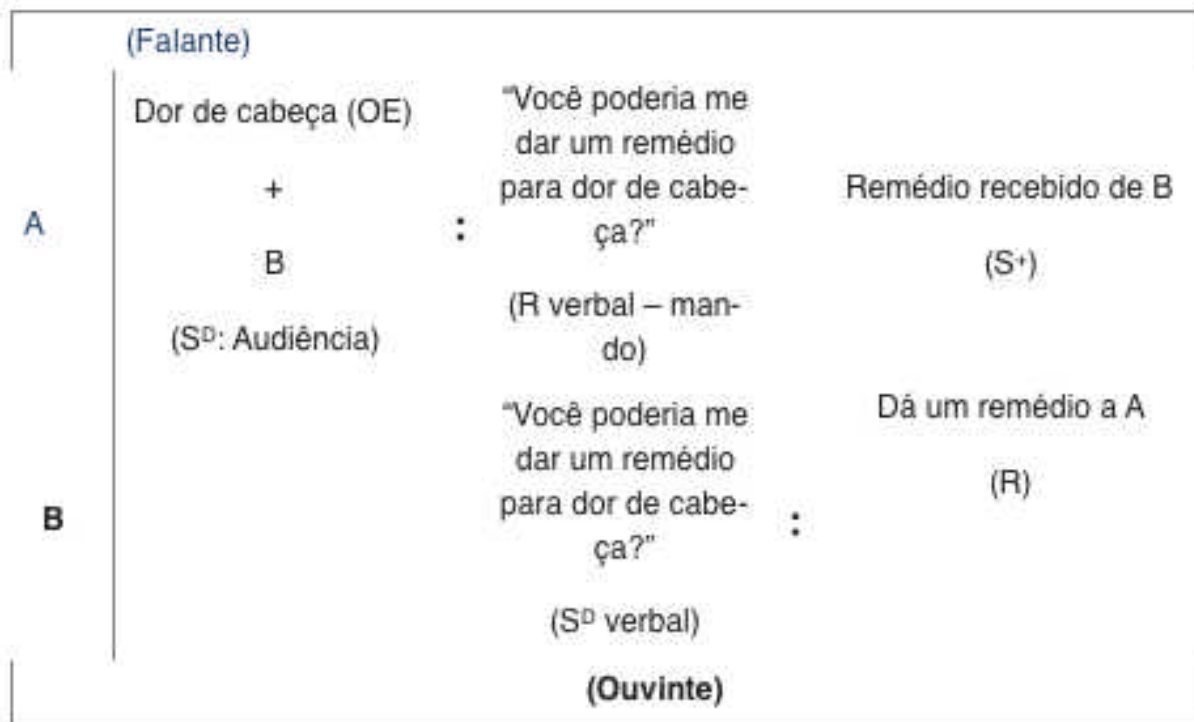 (Falante)
A
Dor de cabeça (OE)
+
B
(Sᴰ: Audiência)
:
“Você poderia me
dar um remédio
para dor de cabe-
ça?”
(R verbal – man-
do)
Remédio recebido de B
(S⁺)
B
“Você poderia me
dar um remédio
para dor de cabe-
ça?”
(Sᴰ verbal)
:
Dá um remédio a A
(R)
(Ouvinte)